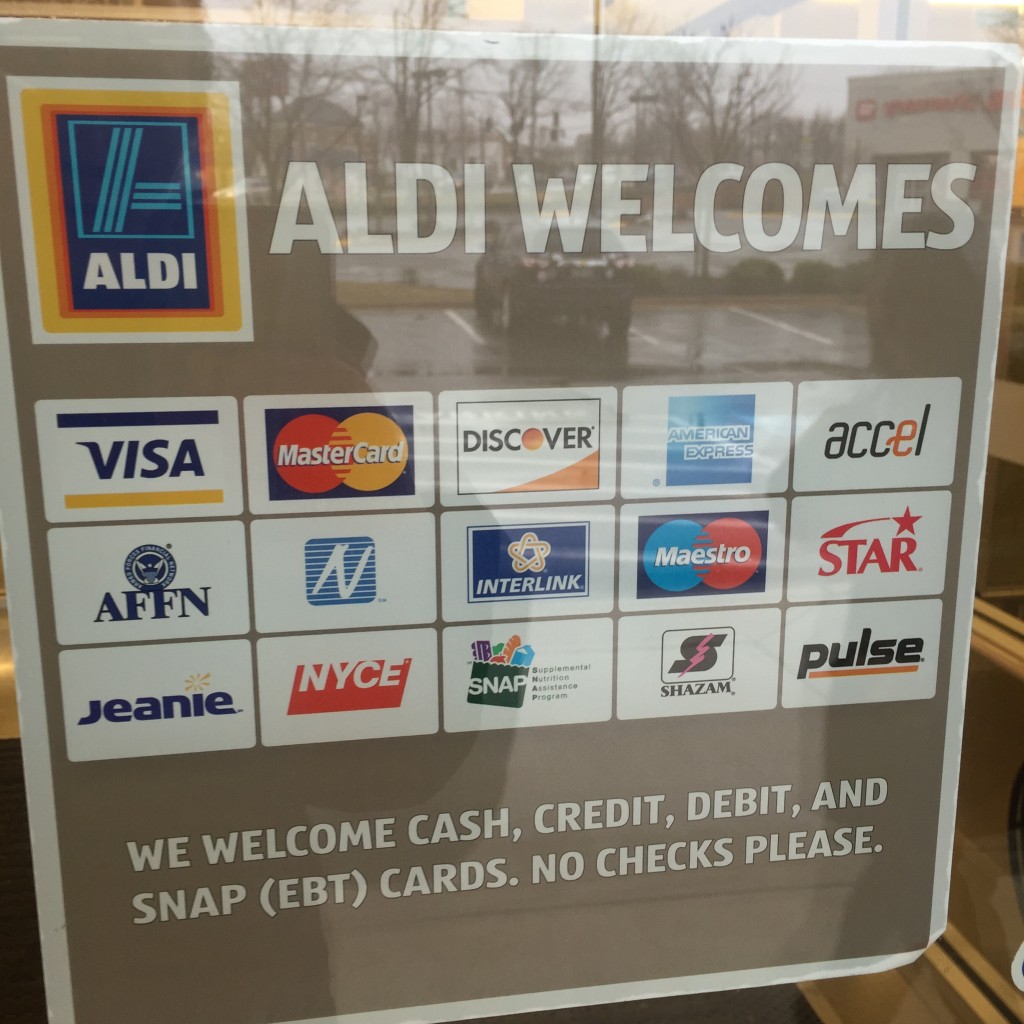 ALDI
ALDI WELCOMES
VISA
MasterCard
DISCOVER
AMERICAN
EXPRESS
accel
AFFN
N
INTERLINK
Maestro
STAR
Jeanie
NYCE
SNAP
Supplemental
Nutrition
Assistance
Program
SHAZAM
pulse
WE WELCOME CASH, CREDIT, DEBIT, AND
SNAP (EBT) CARDS. NO CHECKS PLEASE.